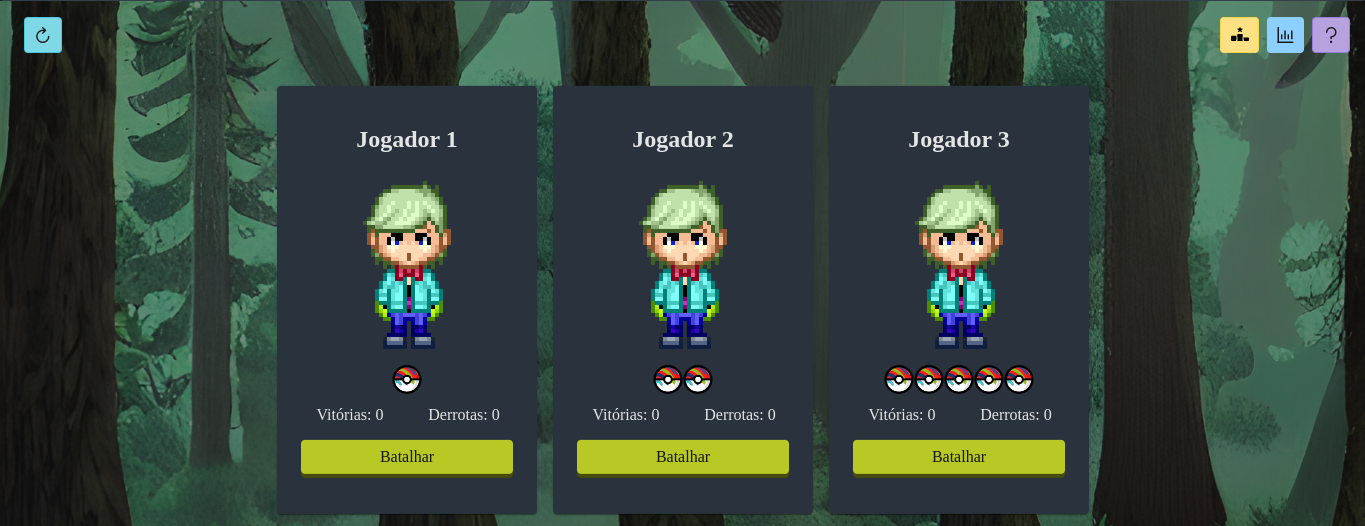 ?
Jogador 1
Jogador 2
Jogador 3
Vitórias: 0
Derrotas: 0
Vitórias: 0
Derrotas: 0
Vitórias: 0
Derrotas: 0
Batalhar
Batalhar
Batalhar